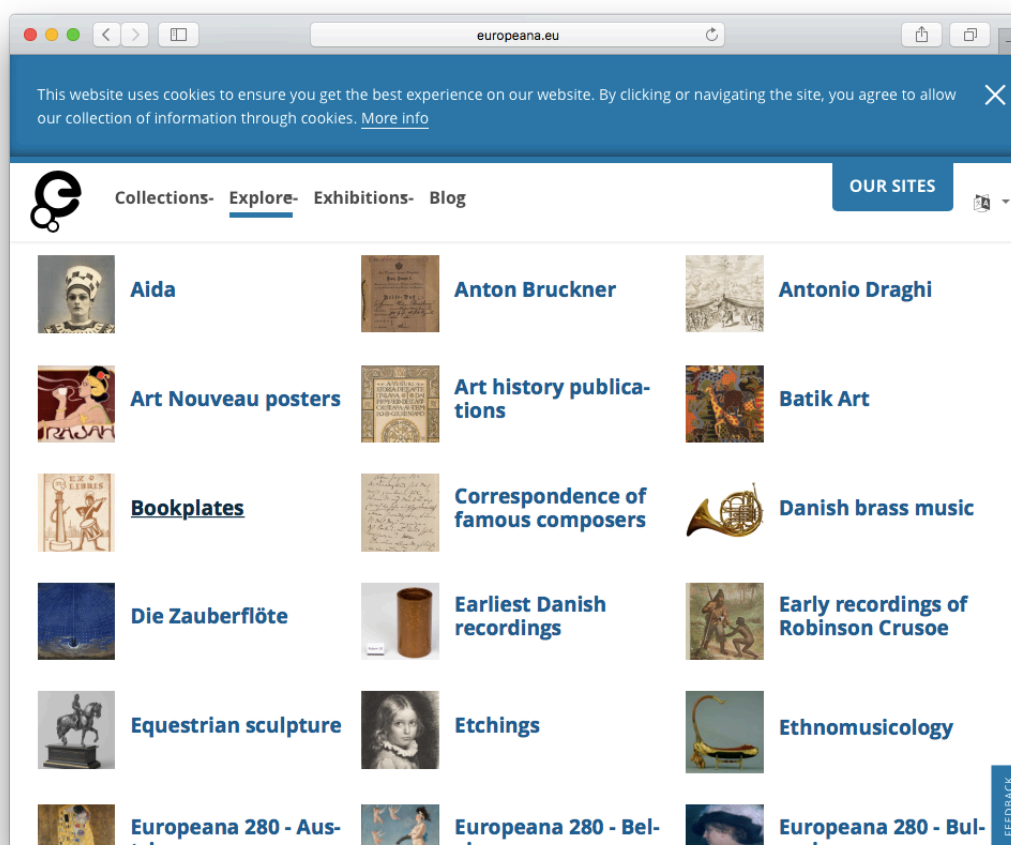 europeana.eu
This website uses cookies to ensure you get the best experience on our website. By clicking or navigating the site, you agree to allow
our collection of information through cookies. More info
Collections- Explore- Exhibitions- Blog
OUR SITES
Aida
Anton Bruckner
Antonio Draghi
Art Nouveau posters
RAJAH
Art history publica-
tions
Batik Art
EX
LIBRIS
Bookplates
Correspondence of
famous composers
Danish brass music
Die Zauberflöte
Earliest Danish
recordings
Early recordings of
Robinson Crusoe
Equestrian sculpture
Etchings
Ethnomusicology
FEEDBACK
Europeana 280 - Aus-
Europeana 280 - Bel-
Europeana 280 - Bul-